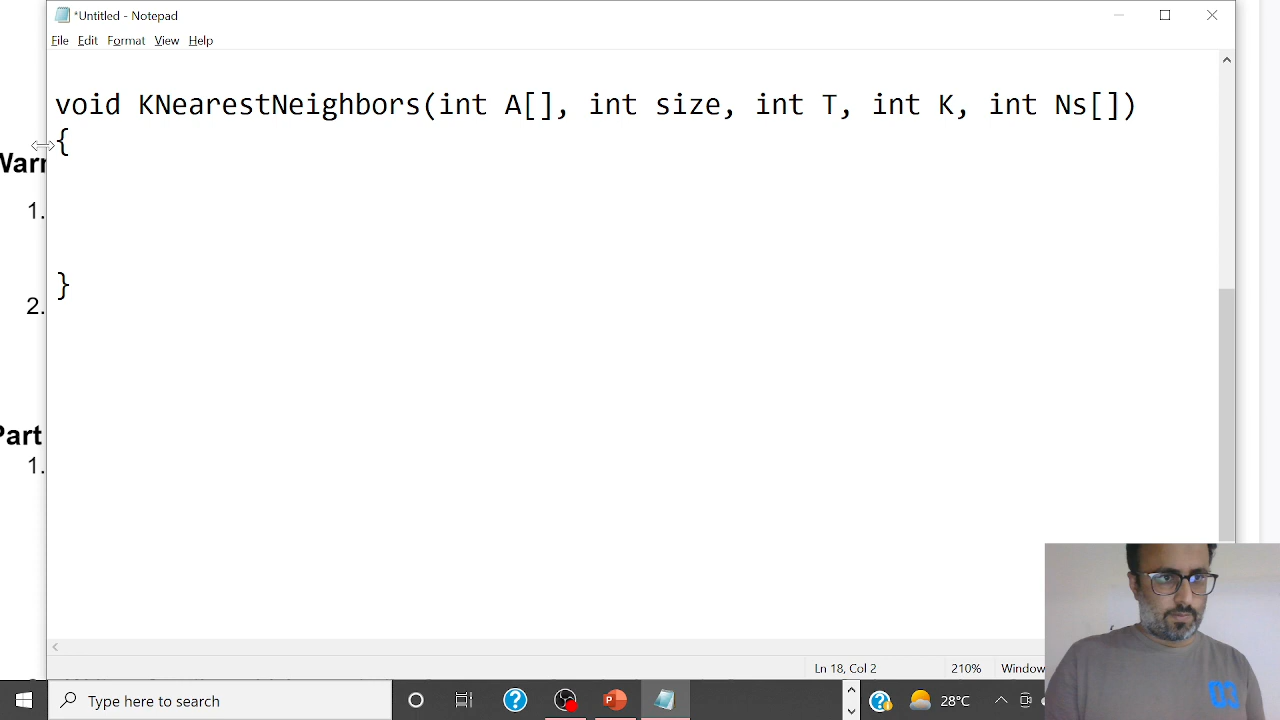 *Untitled - Notepad
File Edit Format View Help
void KNearestNeighbors(int A[], int size, int T, int K, int Ns[])
{
Warr
1.
2.
}
Part
1.
Ln 18, Col 2 210% Window
Type here to search
28°C